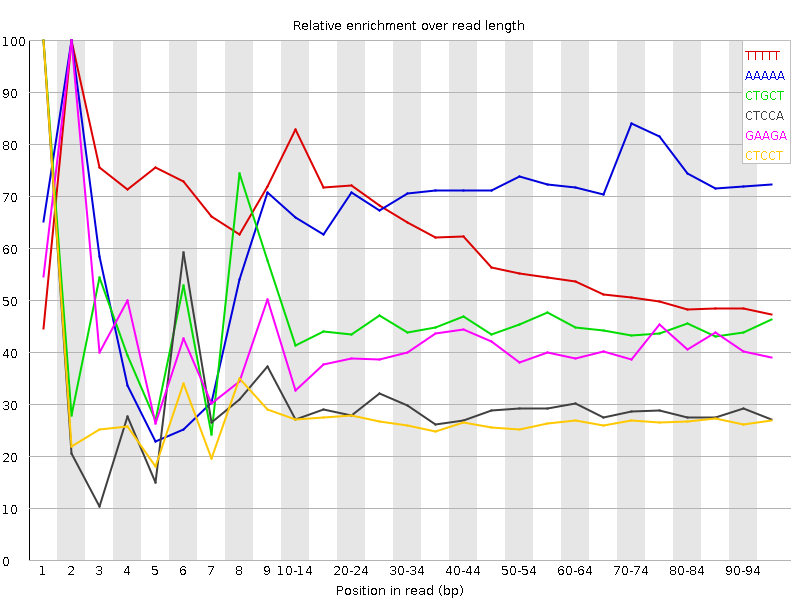 Relative enrichment over read length
100
90
80
70
60
50
40
30
20
10
0
TTTTT
AAAAA
CTGCT
CTCCA
GAAGA
CTCCT
1 2 3 4 5 6 7 8 9 10-14 20-24 30-34 40-44 50-54 60-64 70-74 80-84 90-94
Position in read (bp)